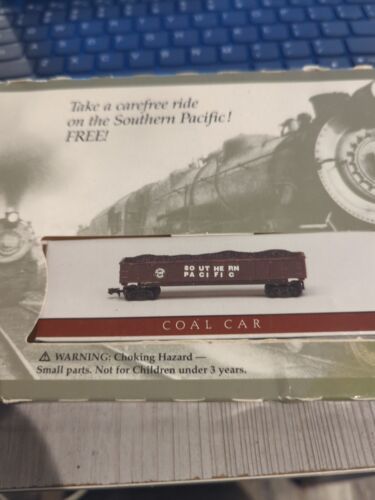 Take a carefree ride
on the Southern Pacific!
FREE!
SOUTHERN
PACIFIC
COAL CAR
⚠ WARNING: Choking Hazard —
Small parts. Not for Children under 3 years.